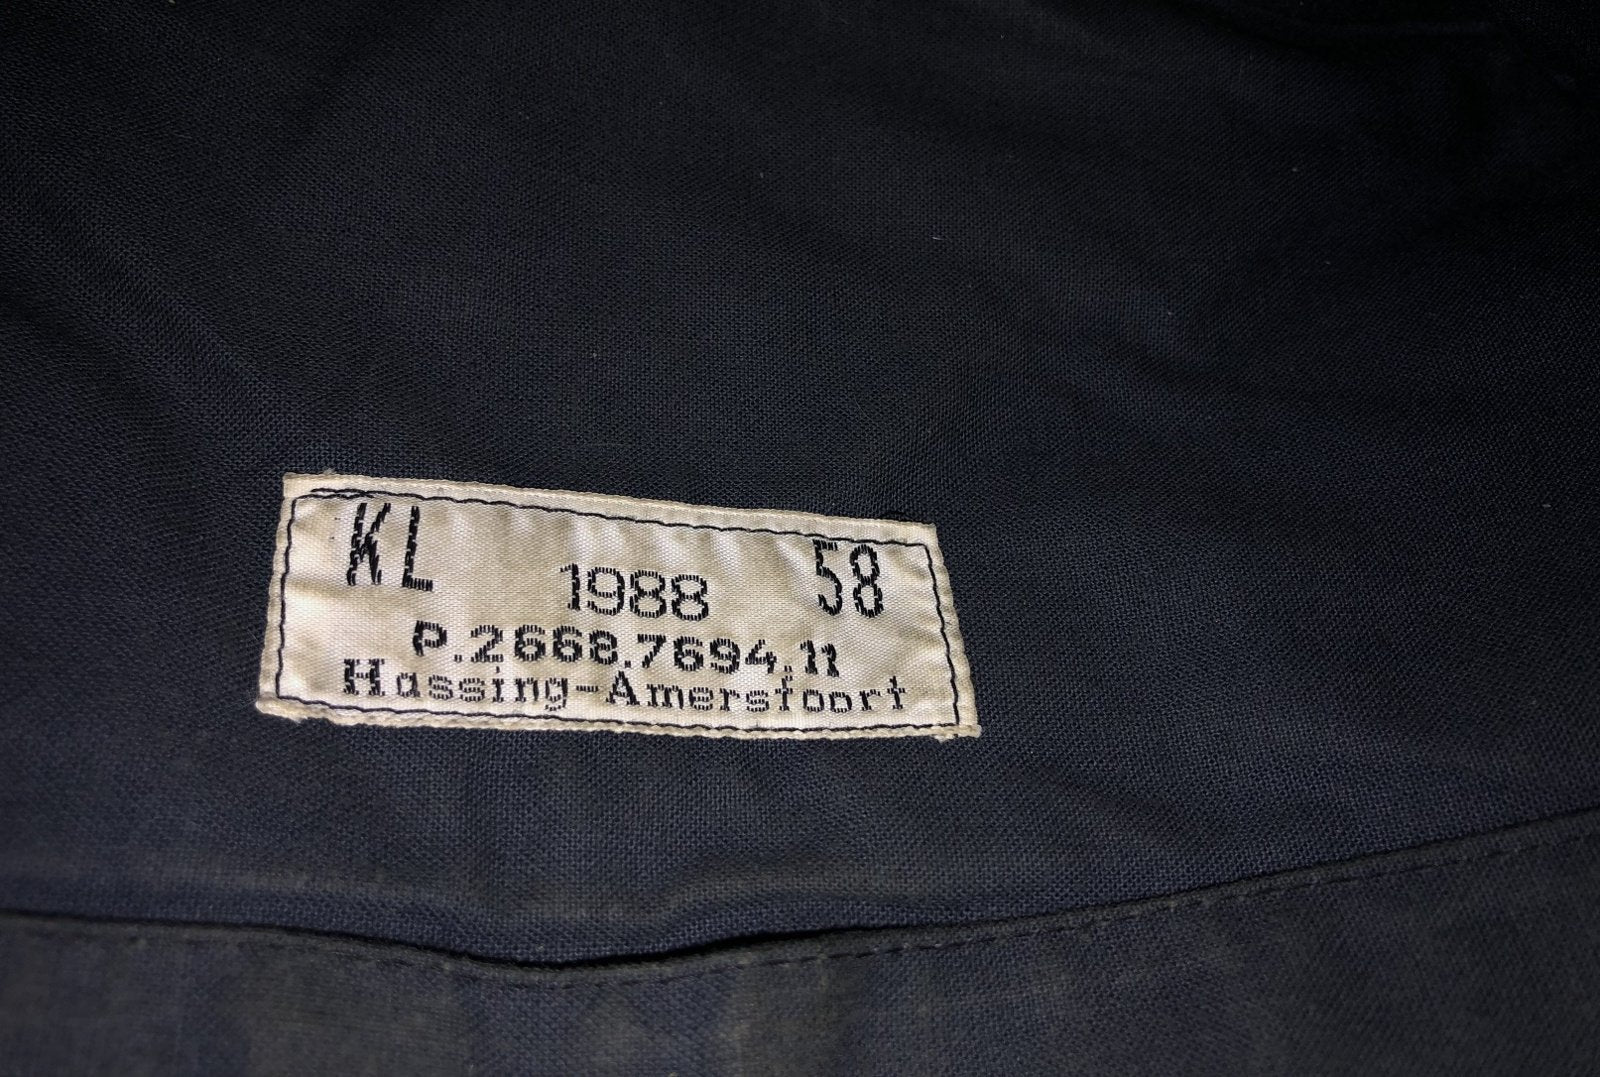 KL 1988 58
P.2668.7694.11
Hassing-Amersfoort